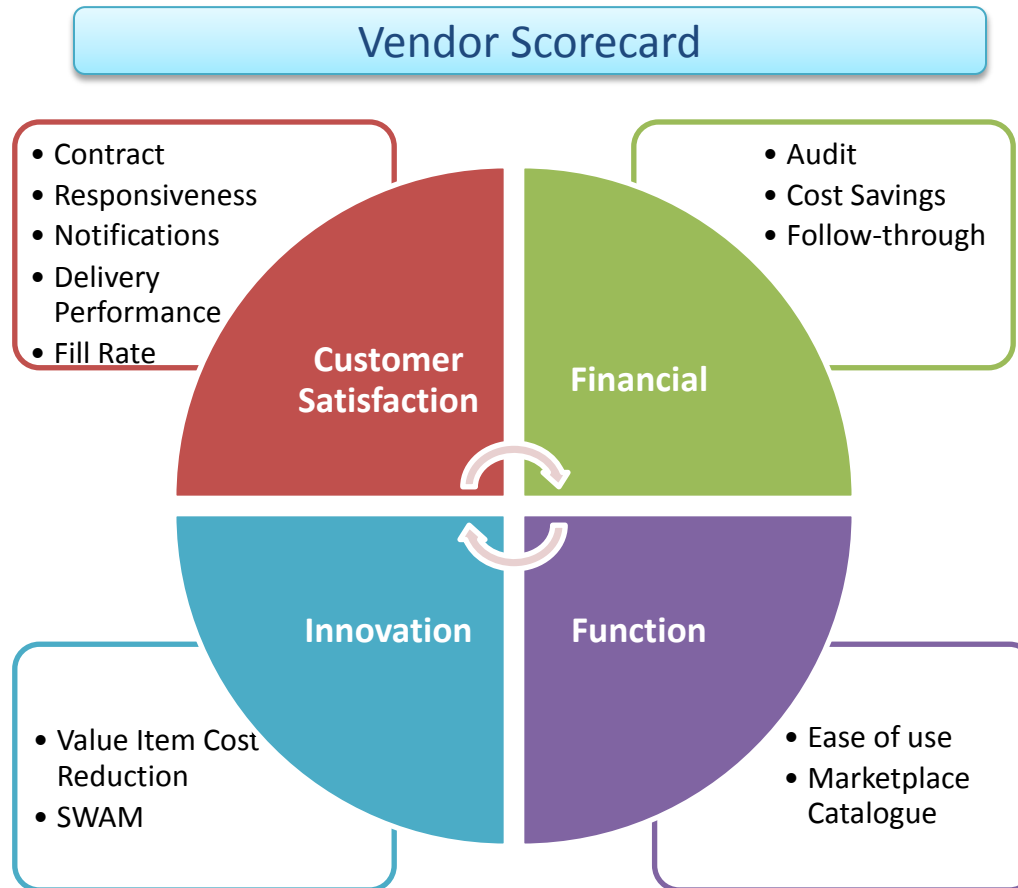 Vendor Scorecard
• Contract
• Responsiveness
• Notifications
• Delivery
Performance
• Fill Rate
• Audit
• Cost Savings
• Follow-through
Customer
Satisfaction
Financial
Innovation
Function
• Value Item Cost
Reduction
• SWAM
• Ease of use
• Marketplace
Catalogue